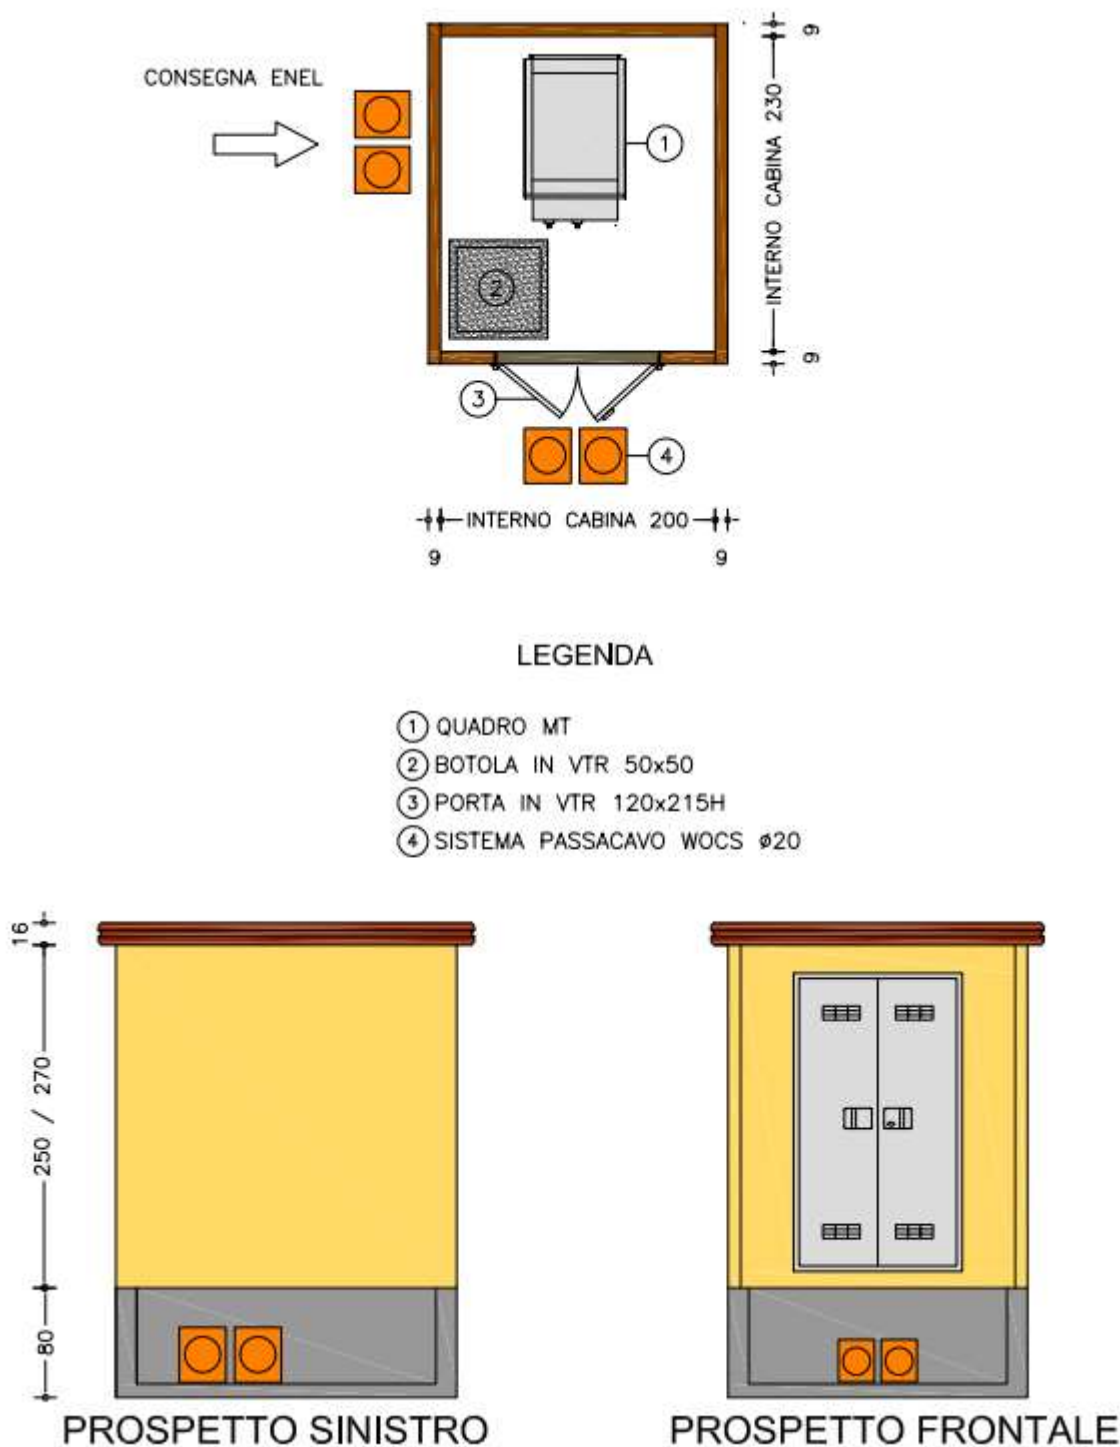 CONSEGNA ENEL
9
INTERNO CABINA 230
9
1
2
3
4
INTERNO CABINA 200
9
9
LEGENDA
1 QUADRO MT
2 BOTOLA IN VTR 50x50
3 PORTA IN VTR 120x215H
4 SISTEMA PASSACAVO WOCS ø20
16
250 / 270
80
PROSPETTO SINISTRO
PROSPETTO FRONTALE